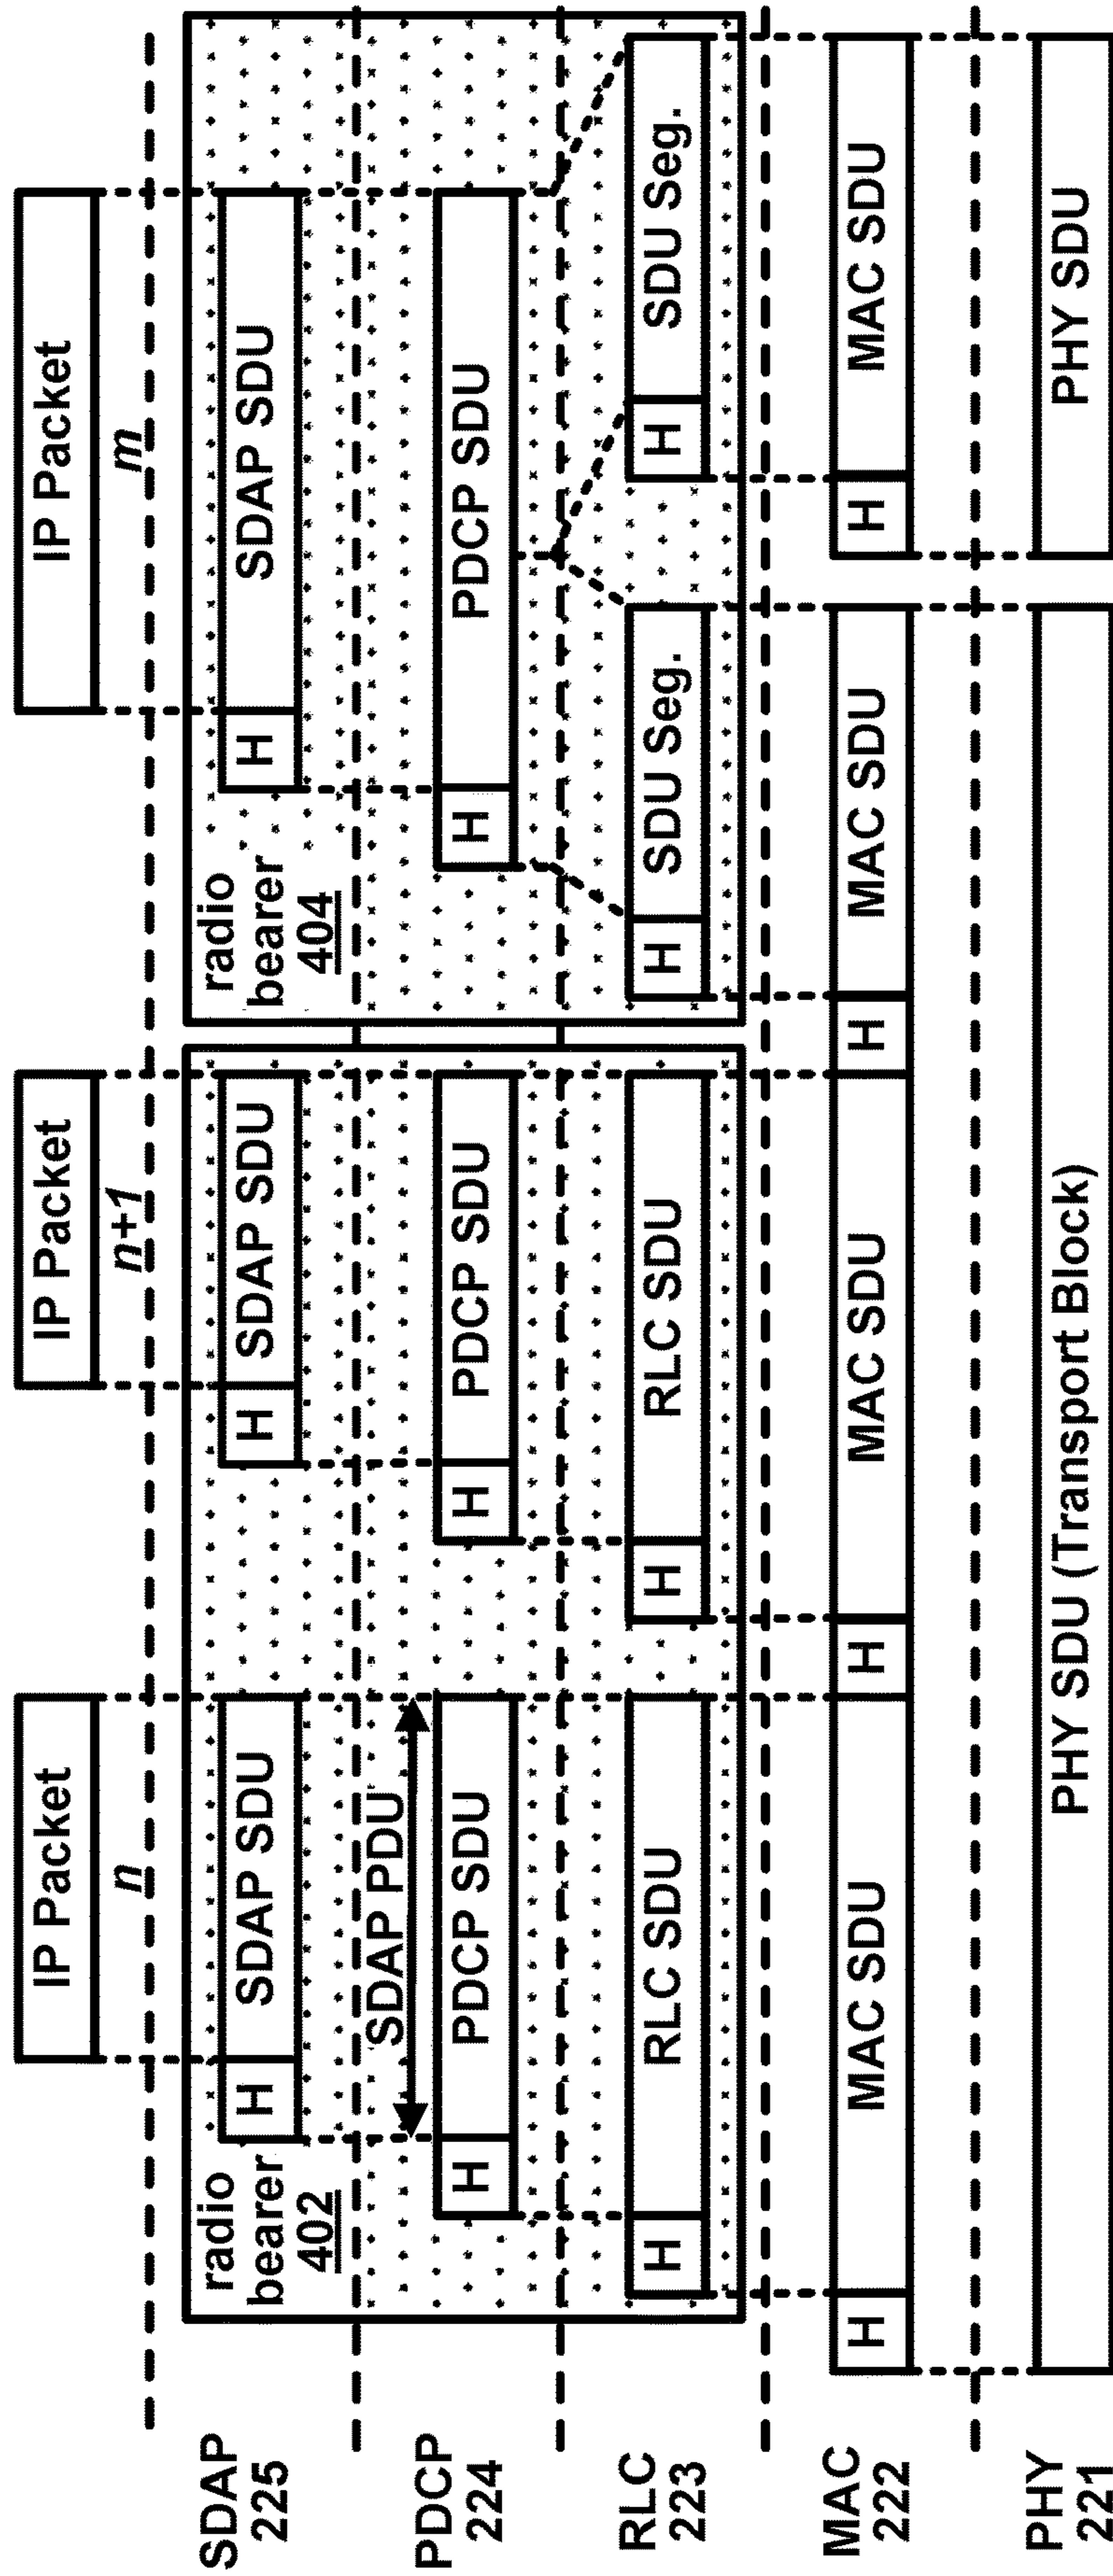 IP Packet
IP Packet
IP Packet
n
n+1
m
SDAP
225
radio
bearer
402
H
SDAP SDU
H
SDAP SDU
radio
bearer
404
H
SDAP SDU
SDAP PDU
PDCP
224
H
PDCP SDU
H
PDCP SDU
H
PDCP SDU
RLC
223
H
RLC SDU
H
RLC SDU
H
SDU Seg.
H
SDU Seg.
MAC
222
H
MAC SDU
H
MAC SDU
H
MAC SDU
H
MAC SDU
PHY
221
PHY SDU (Transport Block)
PHY SDU